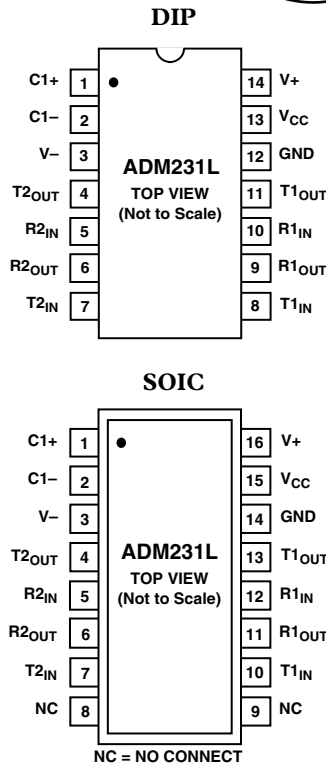 DIP
C1+ 1 14 V+
C1– 2 13 VCC
V– 3 12 GND
ADM231L
T2OUT 4 TOP VIEW 11 T1OUT
(Not to Scale)
R2IN 5 10 R1IN
R2OUT 6 9 R1OUT
T2IN 7 8 T1IN
SOIC
C1+ 1 16 V+
C1– 2 15 VCC
V– 3 14 GND
T2OUT 4 ADM231L 13 T1OUT
TOP VIEW
R2IN 5 (Not to Scale) 12 R1IN
R2OUT 6 11 R1OUT
T2IN 7 10 T1IN
NC 8 9 NC
NC = NO CONNECT